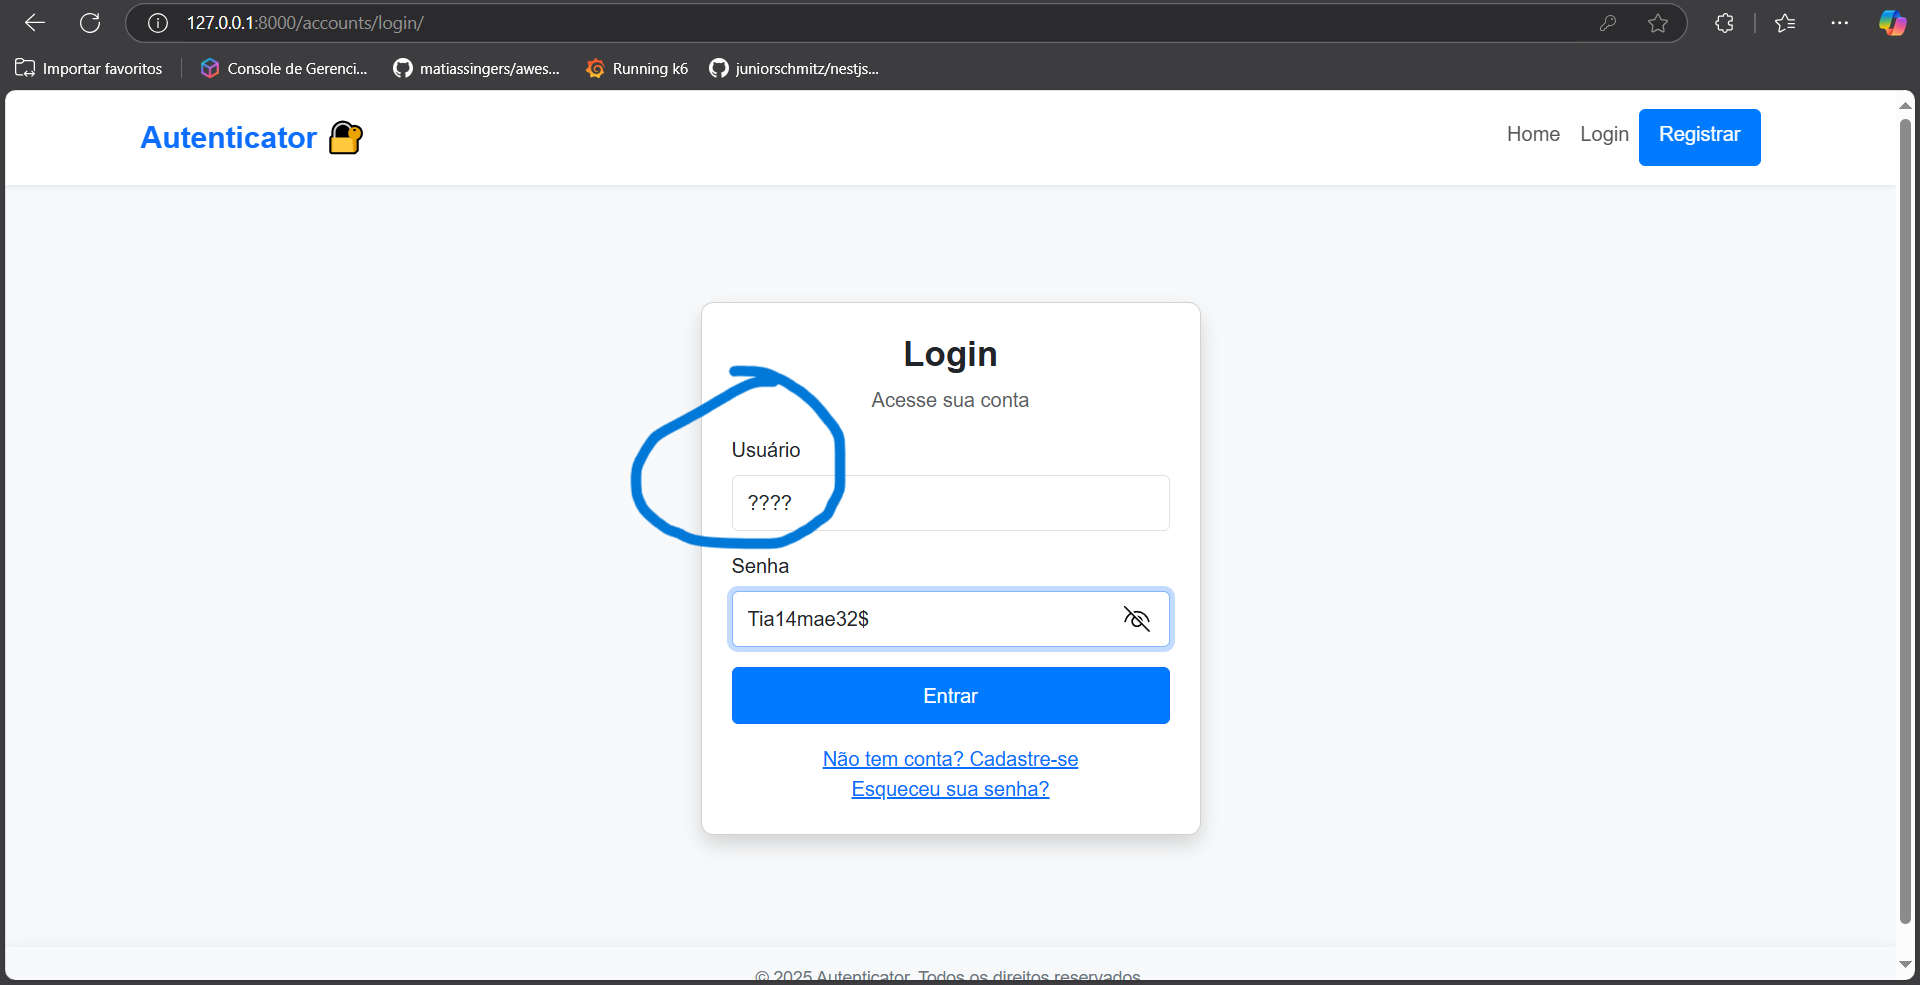 127.0.0.1:8000/accounts/login/
Importar favoritos
Console de Gerenci...
matiassingers/awes...
Running k6
juniorschmitz/nestjs...
Autenticator
Home
Login
Registrar
Login
Acesse sua conta
Usuário
????
Senha
Tia14mae32$
Entrar
Não tem conta? Cadastre-se
Esqueceu sua senha?
© 2025 Autenticator. Todos os direitos reservados.